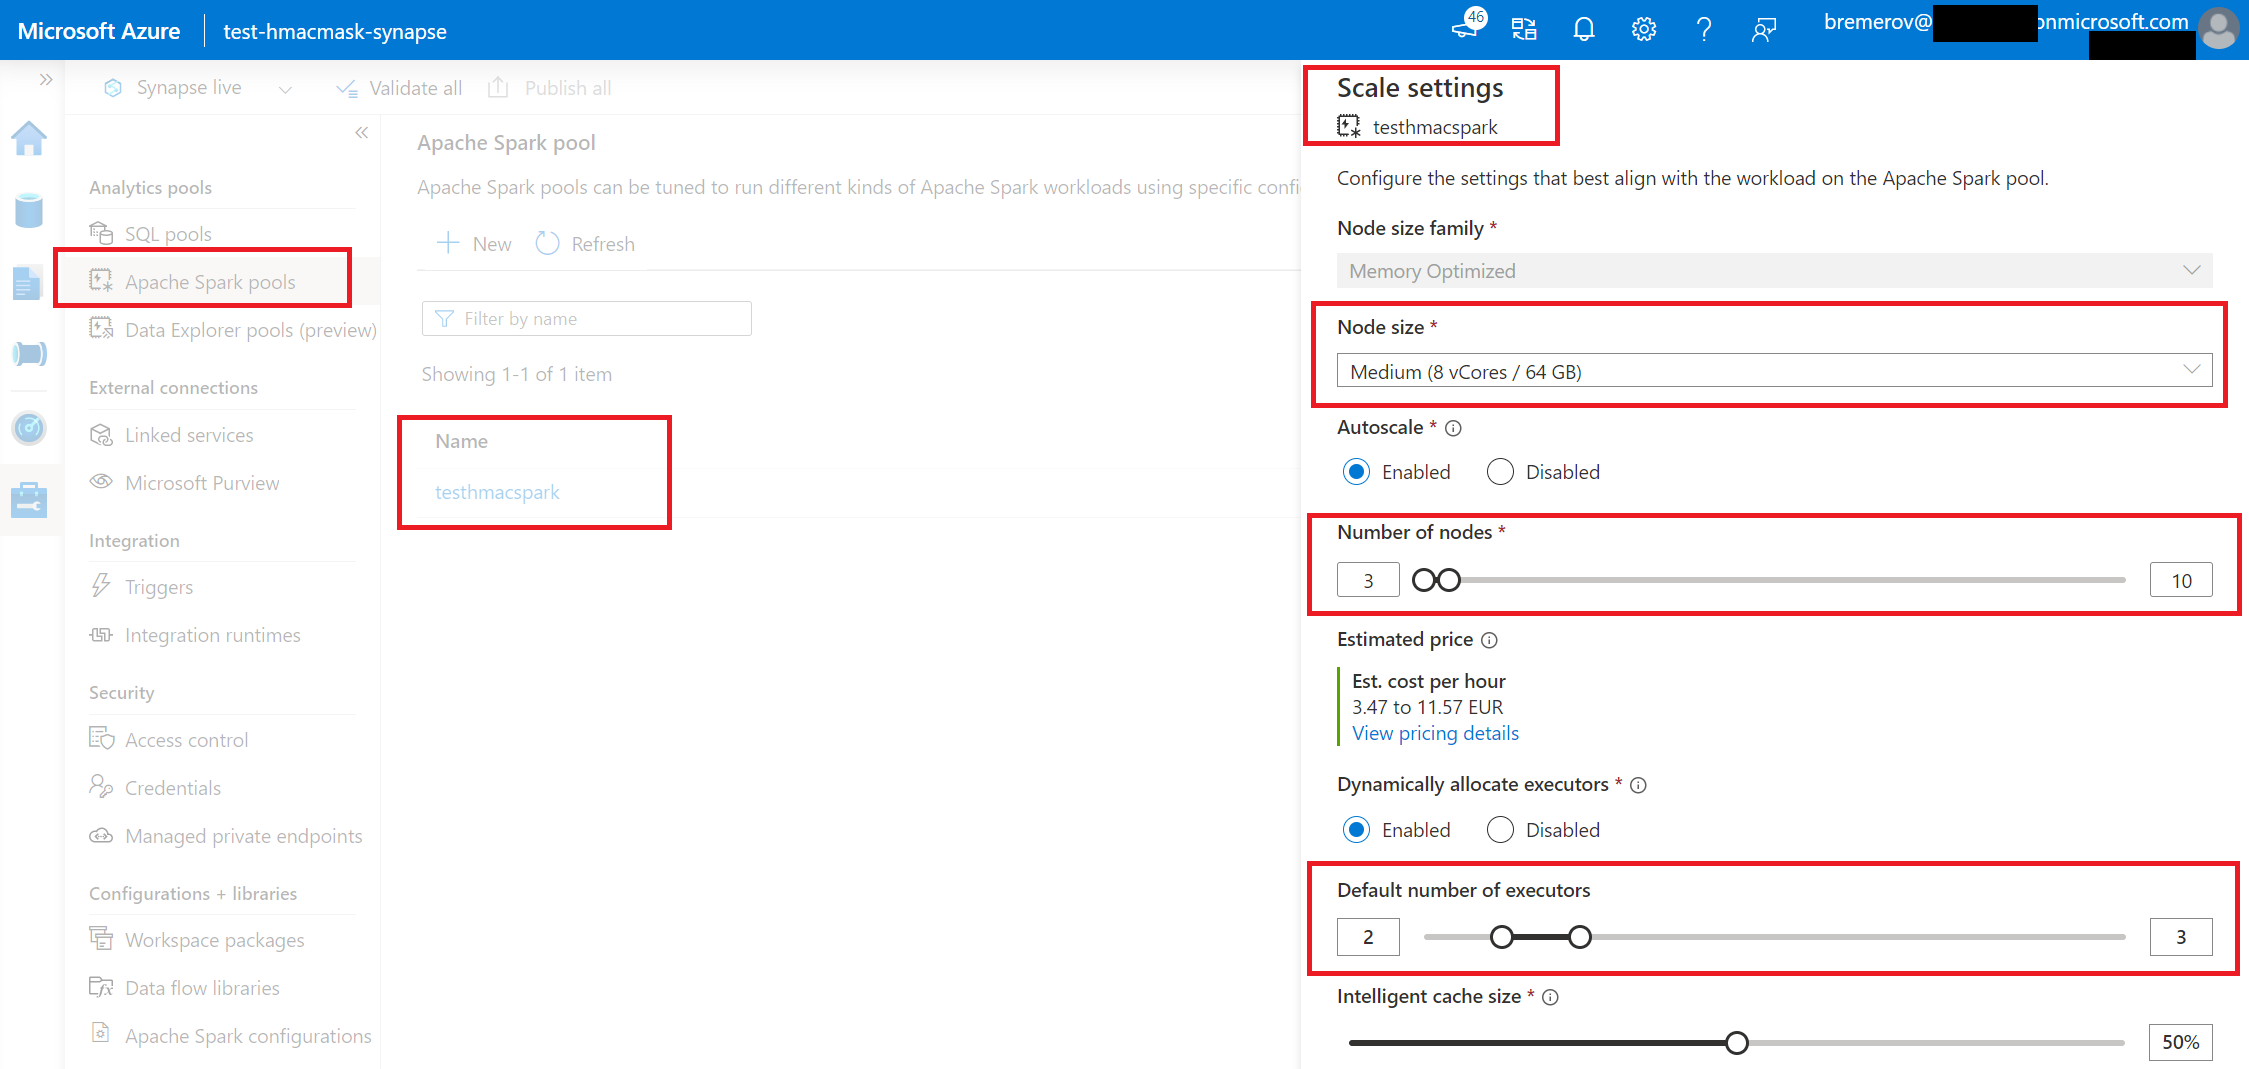 Microsoft Azure
test-hmacmask-synapse
46
bremerov@
onmicrosoft.com
Synapse live
Validate all
Publish all
Analytics pools
SQL pools
Apache Spark pools
Data Explorer pools (preview)
External connections
Linked services
Microsoft Purview
Integration
Triggers
Integration runtimes
Security
Access control
Credentials
Managed private endpoints
Configurations + libraries
Workspace packages
Data flow libraries
Apache Spark configurations
Apache Spark pool
Apache Spark pools can be tuned to run different kinds of Apache Spark workloads using specific confi
New
Refresh
Filter by name
Showing 1-1 of 1 item
Name
testhmacspark
Scale settings
testhmacspark
Configure the settings that best align with the workload on the Apache Spark pool.
Node size family *
Memory Optimized
Node size *
Medium (8 vCores / 64 GB)
Autoscale *
Enabled
Disabled
Number of nodes *
3
10
Estimated price
Est. cost per hour
3.47 to 11.57 EUR
View pricing details
Dynamically allocate executors *
Enabled
Disabled
Default number of executors
2
3
Intelligent cache size *
50%